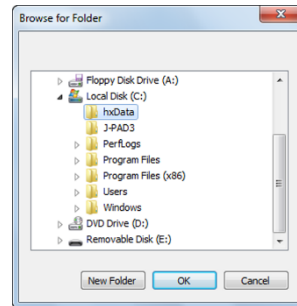 Browse for Folder
Floppy Disk Drive (A:)
Local Disk (C:)
hxData
J-PAD3
PerfLogs
Program Files
Program Files (x86)
Users
Windows
DVD Drive (D:)
Removable Disk (E:)
New Folder
OK
Cancel